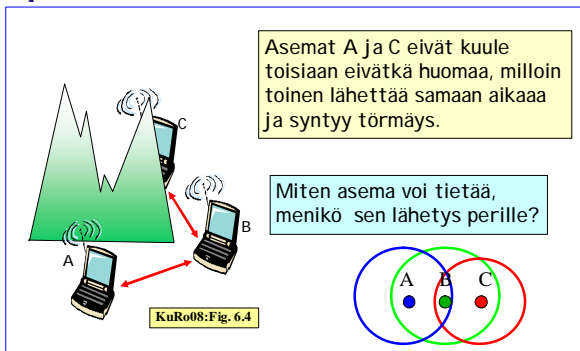 Asemat A ja C eivät kuule
toisiaan eivätkä huomaa, milloin
toinen lähettää samaan aikaaa
ja syntyy törmäys.
C
Miten asema voi tietää,
menikö sen lähetys perille?
B
A
KuRo08:Fig. 6.4
A B C